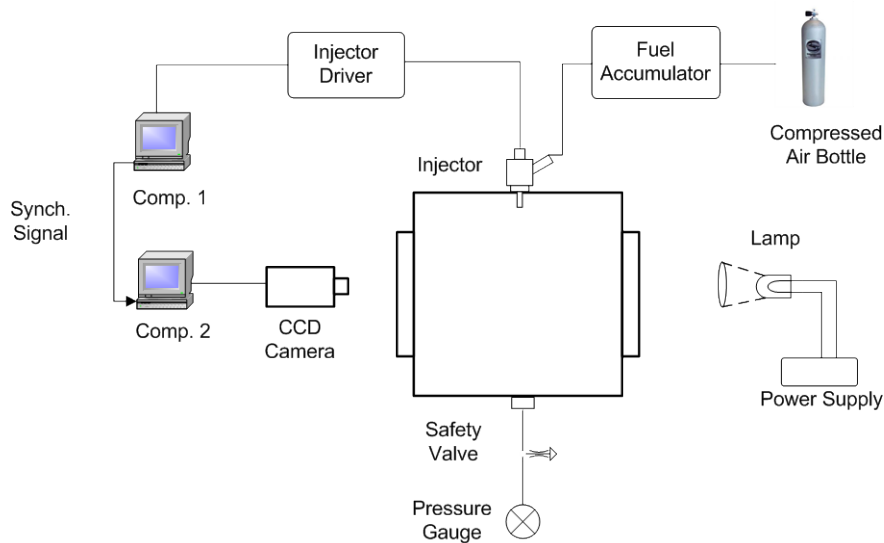 Injector
Driver
Fuel
Accumulator
Compressed
Air Bottle
Injector
Comp. 1
Synch.
Signal
Lamp
Comp. 2
CCD
Camera
Power Supply
Safety
Valve
Pressure
Gauge